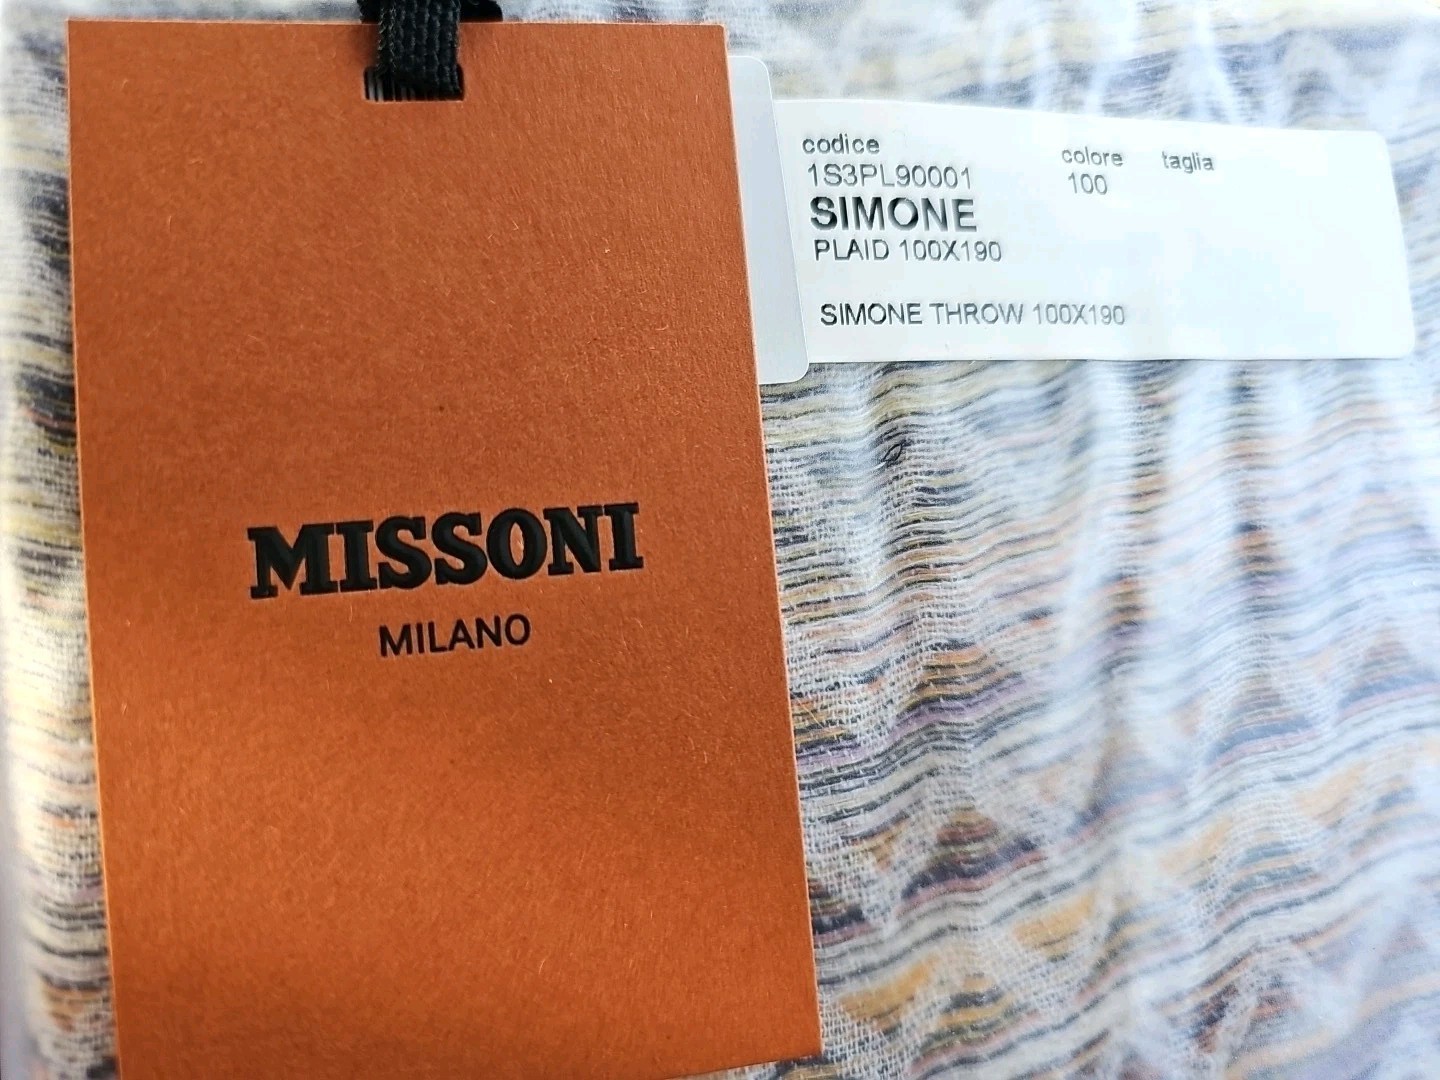 MISSONI
MILANO
codice colore taglia
1S3PL90001 100
SIMONE
PLAID 100X190
SIMONE THROW 100X190